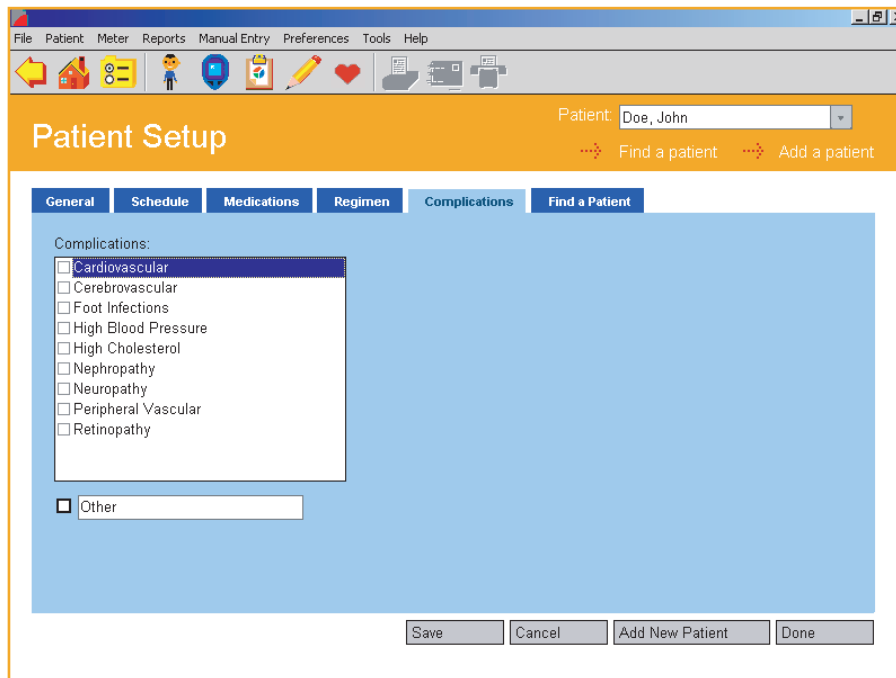 File Patient Meter Reports Manual Entry Preferences Tools Help
Patient Setup
Patient: Doe, John
Find a patient Add a patient
General Schedule Medications Regimen Complications Find a Patient
Complications:
Cardiovascular
Cerebrovascular
Foot Infections
High Blood Pressure
High Cholesterol
Nephropathy
Neuropathy
Peripheral Vascular
Retinopathy
Other
Save Cancel Add New Patient Done